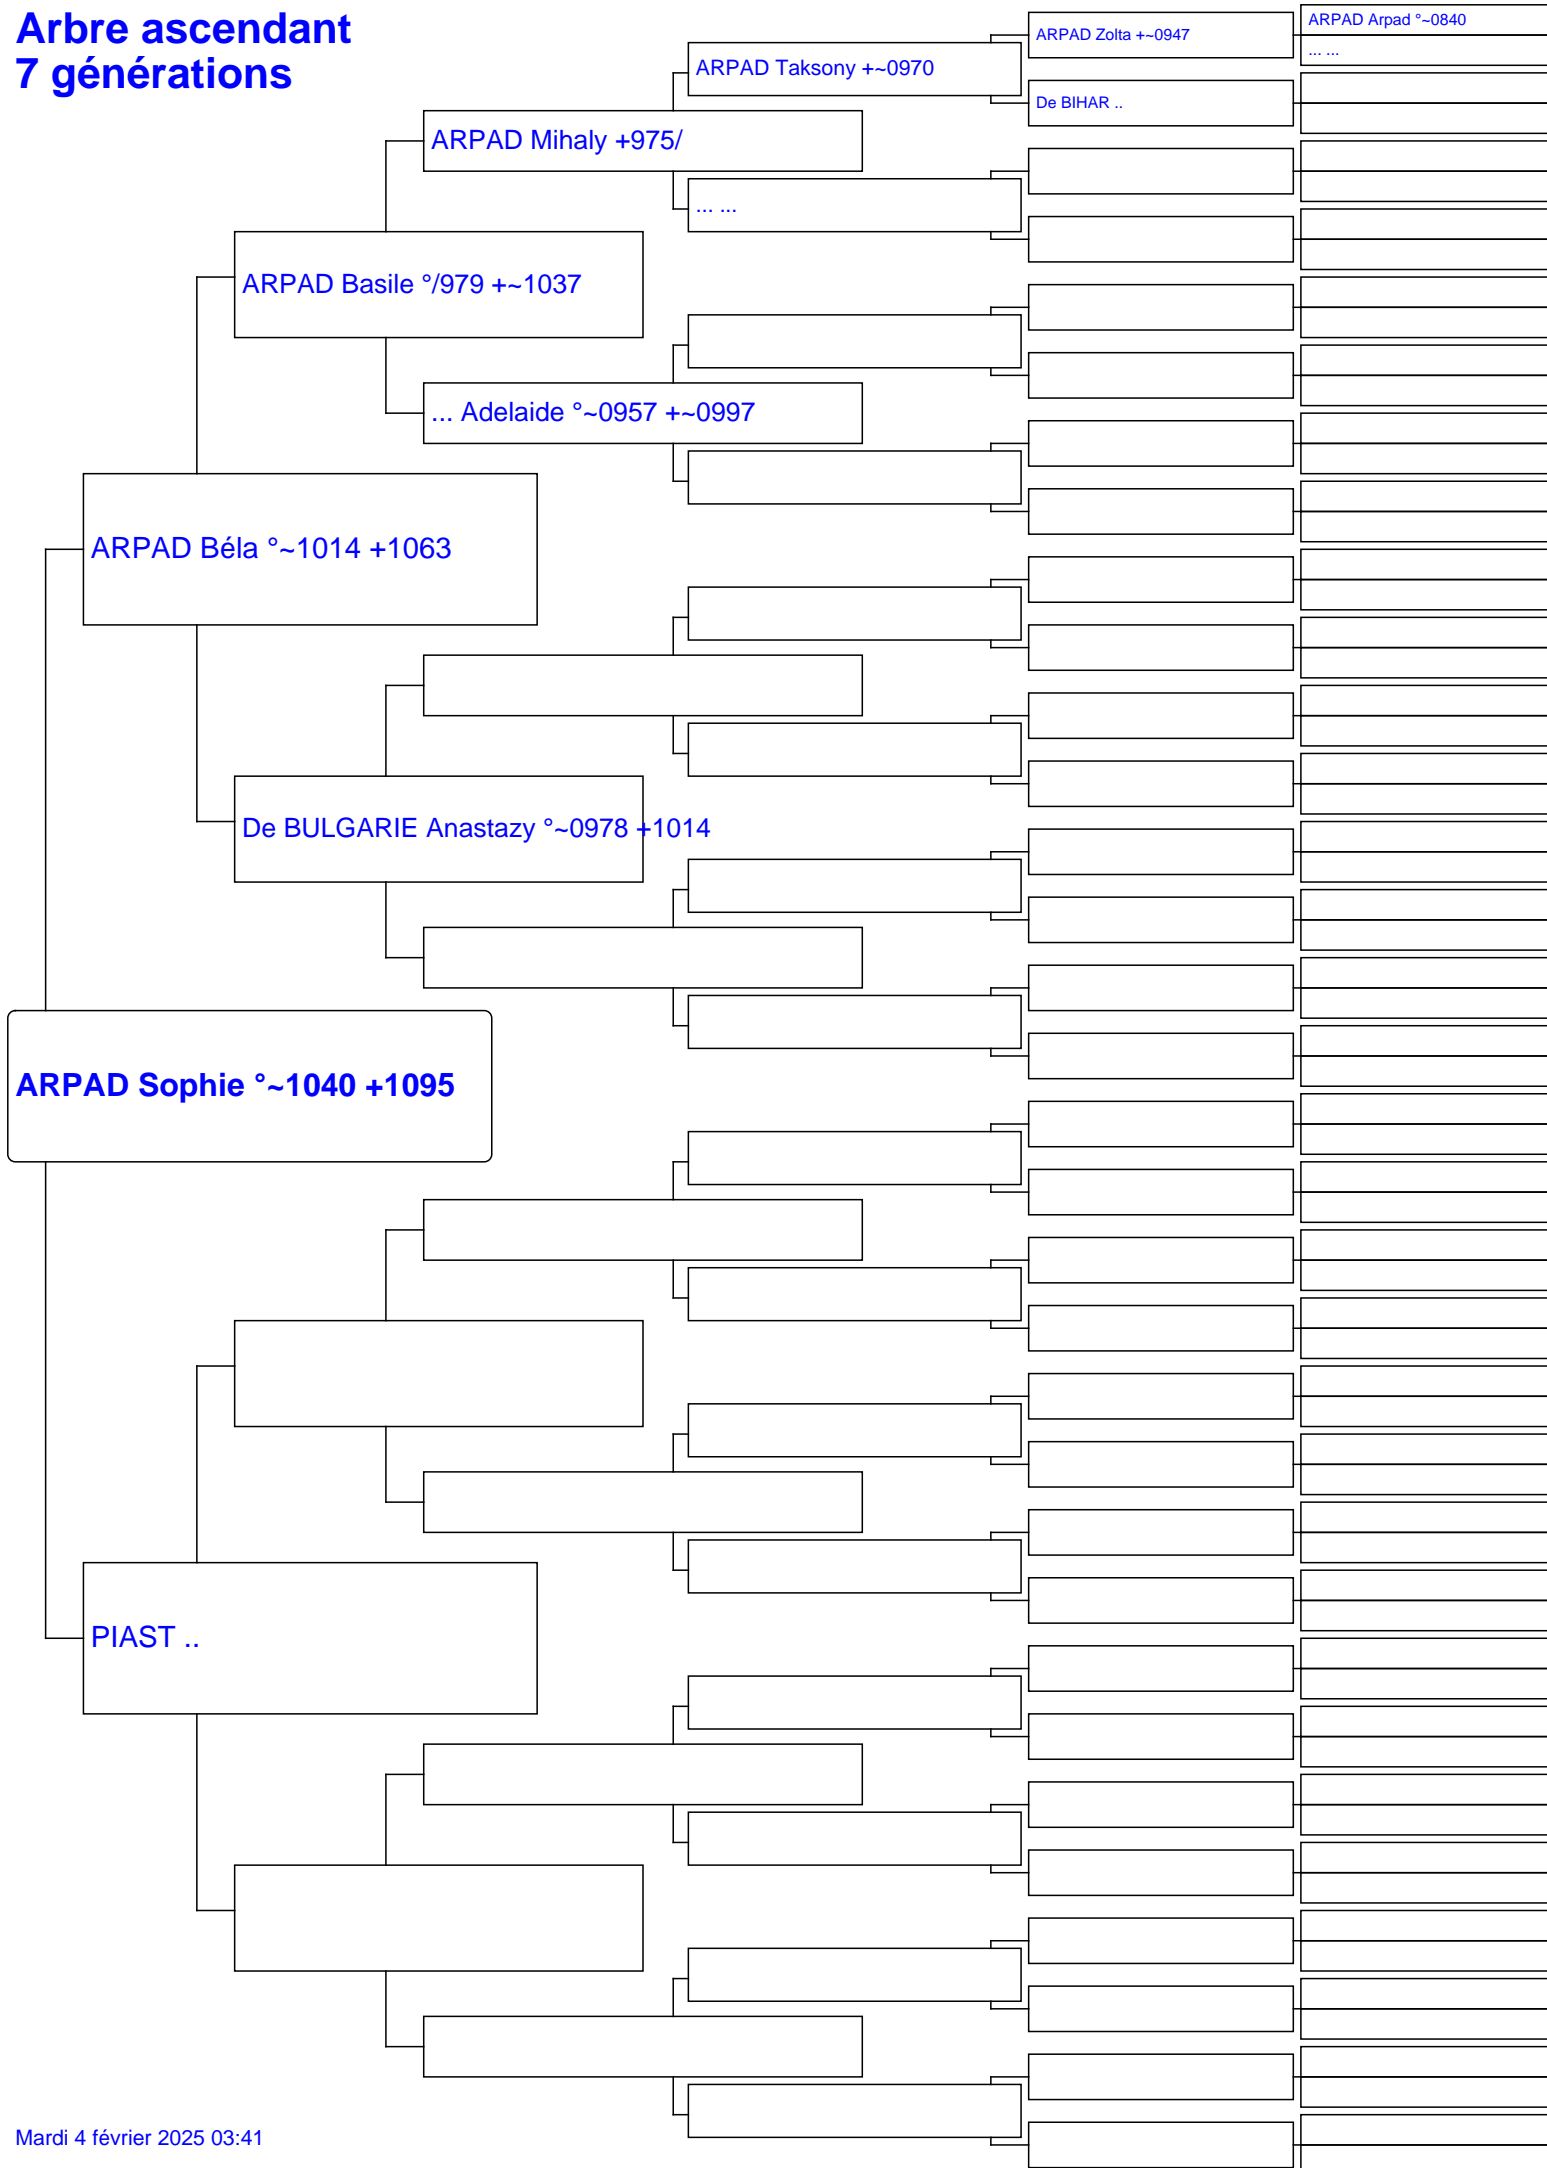 Arbre ascendant
7 générations
ARPAD Arpad °~0840
... ...
ARPAD Zolta +~0947
ARPAD Taksony +~0970
De BIHAR ..
ARPAD Mihaly +975/
... ...
ARPAD Basile °/979 +~1037
... Adelaide °~0957 +~0997
ARPAD Béla °~1014 +1063
De BULGARIE Anastazy °~0978 +1014
ARPAD Sophie °~1040 +1095
PIAST ..
Mardi 4 février 2025 03:41